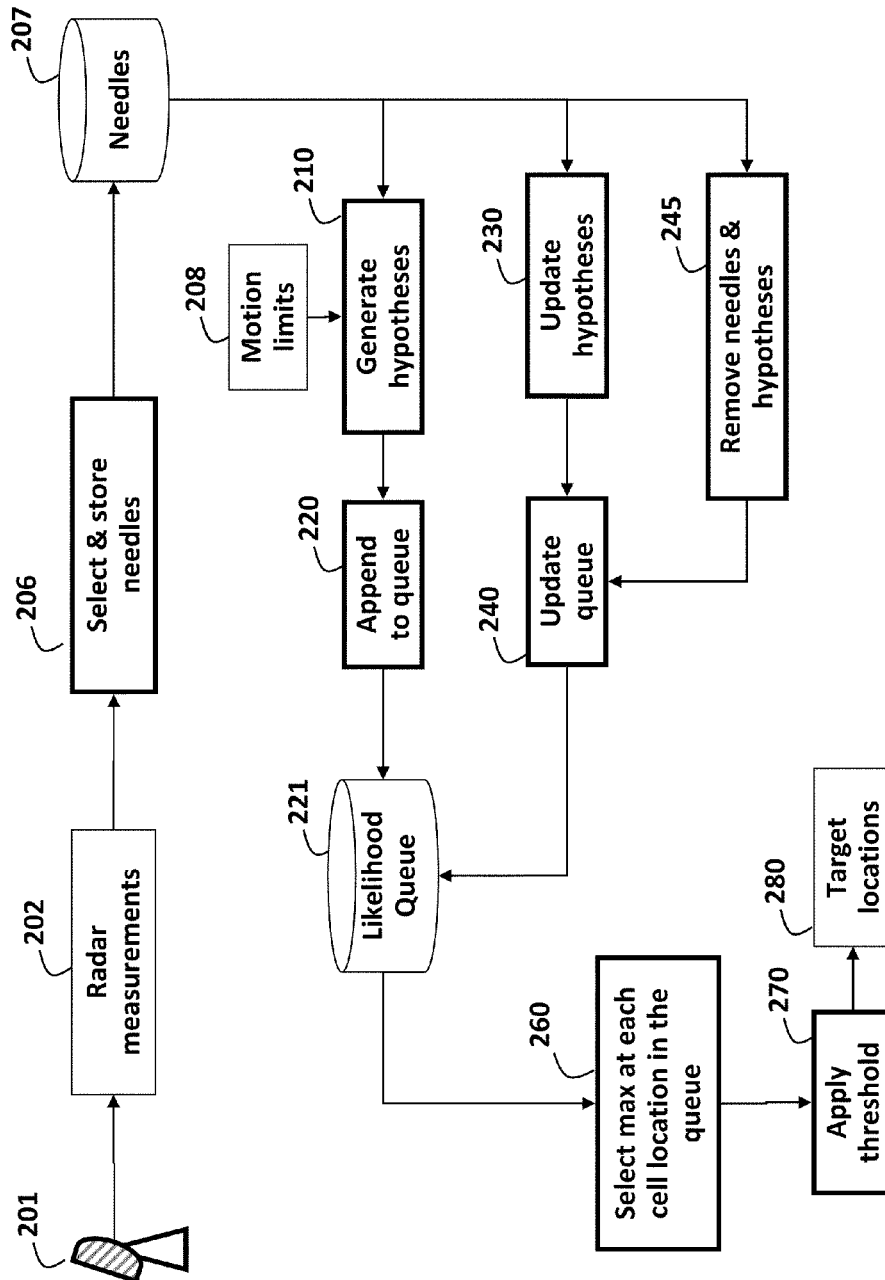 201
202
Radar
measurements
206
Select & store
needles
207
Needles
208
Motion
limits
210
Generate
hypotheses
220
Append
to queue
221
Likelihood
Queue
230
Update
hypotheses
240
Update
queue
245
Remove needles &
hypotheses
260
Select max at each
cell location in the
queue
270
Apply
threshold
280
Target
locations